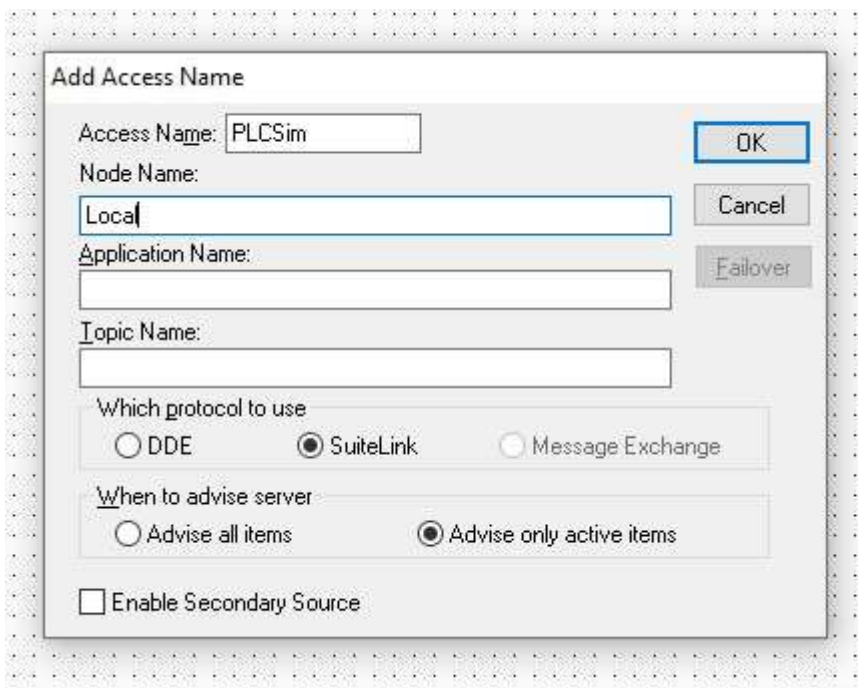 Add Access Name
Access Name: PLCSim
OK
Node Name:
Local
Cancel
Application Name:
Failover
Topic Name:
Which protocol to use
DDE SuiteLink Message Exchange
When to advise server
Advise all items Advise only active items
Enable Secondary Source